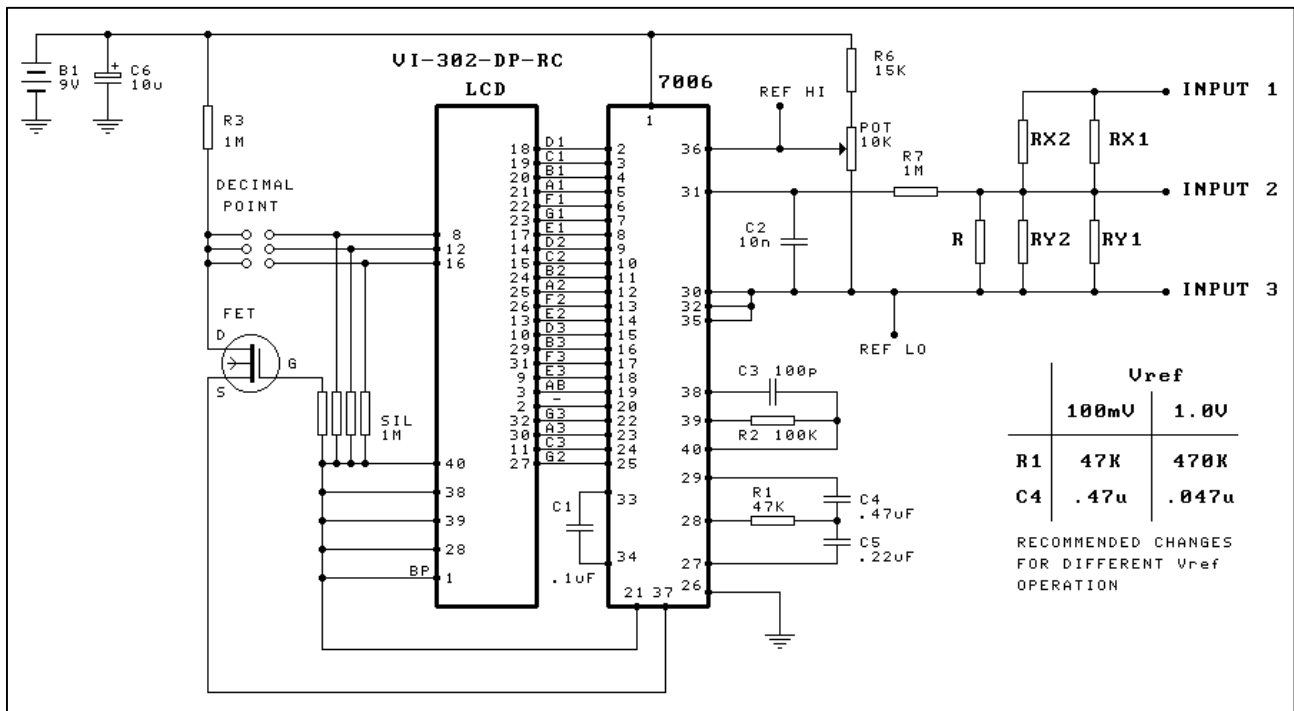 VI-302-DP-RC
LCD
7006
B1
9V
C6
+
10u
R3
1M
DECIMAL
POINT
FET
D
G
S
SIL
1M
8
12
16
40
38
39
28
BP 1
18 D1 2
19 C1 3
20 B1 4
21 A1 5
22 F1 6
23 G1 7
17 E1 8
14 D2 9
15 C2 10
24 B2 11
25 A2 12
26 F2 13
13 E2 14
10 D3 15
29 B3 16
31 F3 17
9 E3 18
3 AB 19
2 - 20
32 G3 22
30 A3 23
11 C3 24
27 G2 25
C1
.1uF
33
34
21 37
1
36
31
30
32
35
38
39
40
29
28
27
26
REF HI
R6
15K
POT
10K
R7
1M
C2
10n
REF LO
C3 100p
R2 100K
R1
47K
C4
.47uF
C5
.22uF
INPUT 1
RX2
RX1
INPUT 2
R
RY2
RY1
INPUT 3
Vref
100mV 1.0V
R1 47K 470K
C4 .47u .047u
RECOMMENDED CHANGES
FOR DIFFERENT Vref
OPERATION